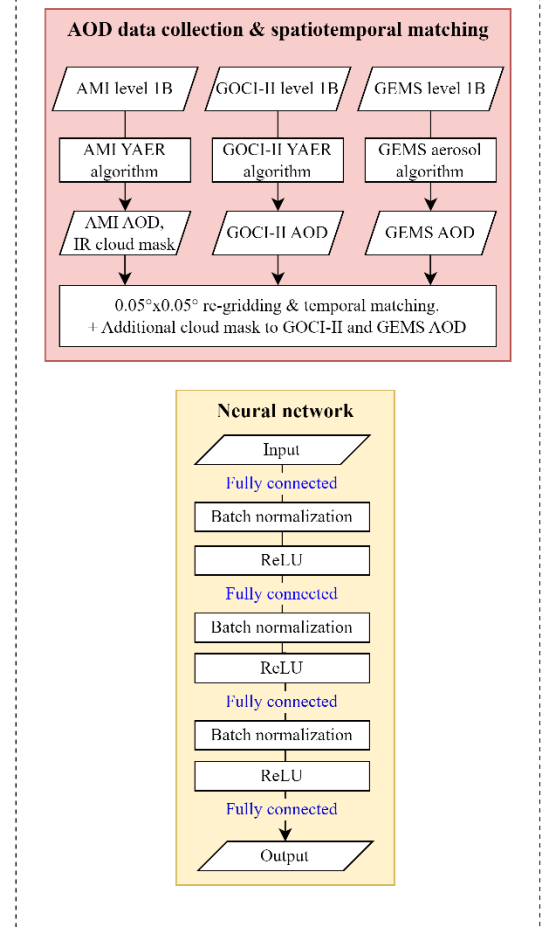 AOD data collection & spatiotemporal matching
AMI level 1B
GOCI-II level 1B
GEMS level 1B
AMI YAER
algorithm
GOCI-II YAER
algorithm
GEMS aerosol
algorithm
AMI AOD,
IR cloud mask
GOCI-II AOD
GEMS AOD
0.05°x0.05° re-gridding & temporal matching.
+ Additional cloud mask to GOCI-II and GEMS AOD
Neural network
Input
Fully connected
Batch normalization
ReLU
Fully connected
Batch normalization
ReLU
Fully connected
Batch normalization
ReLU
Fully connected
Output